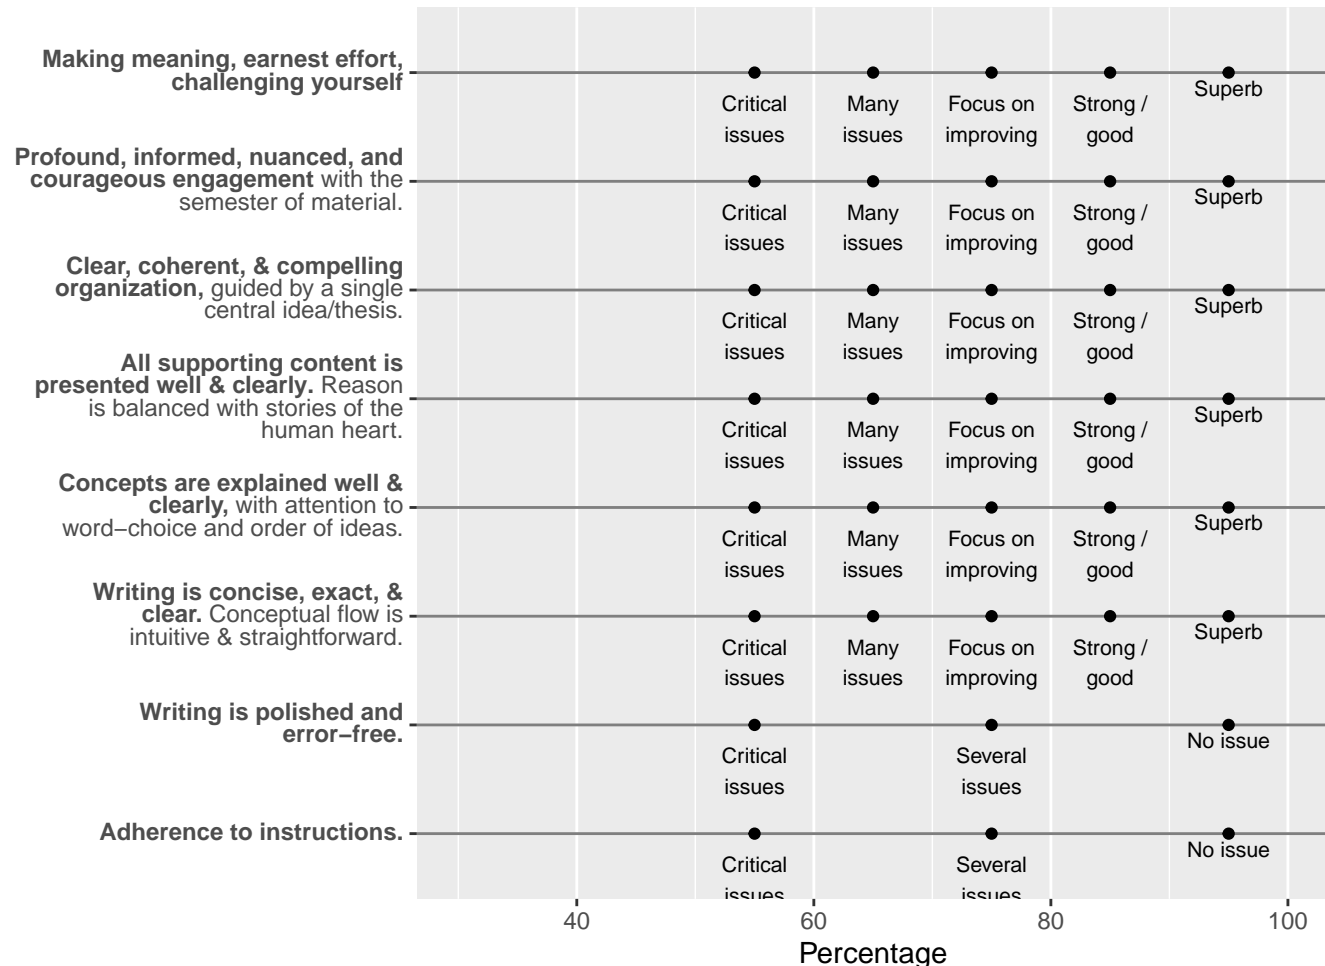 Making meaning, earnest effort,
challenging yourself
Critical
issues
Many
issues
Focus on
improving
Strong /
good
Superb
Profound, informed, nuanced, and
courageous engagement with the
semester of material.
Critical
issues
Many
issues
Focus on
improving
Strong /
good
Superb
Clear, coherent, & compelling
organization, guided by a single
central idea/thesis.
Critical
issues
Many
issues
Focus on
improving
Strong /
good
Superb
All supporting content is
presented well & clearly. Reason
is balanced with stories of the
human heart.
Critical
issues
Many
issues
Focus on
improving
Strong /
good
Superb
Concepts are explained well &
clearly, with attention to
word−choice and order of ideas.
Critical
issues
Many
issues
Focus on
improving
Strong /
good
Superb
Writing is concise, exact, &
clear. Conceptual flow is
intuitive & straightforward.
Critical
issues
Many
issues
Focus on
improving
Strong /
good
Superb
Writing is polished and
error−free.
Critical
issues
Several
issues
No issue
Adherence to instructions.
Critical
issues
Several
issues
No issue
40
60
80
100
Percentage